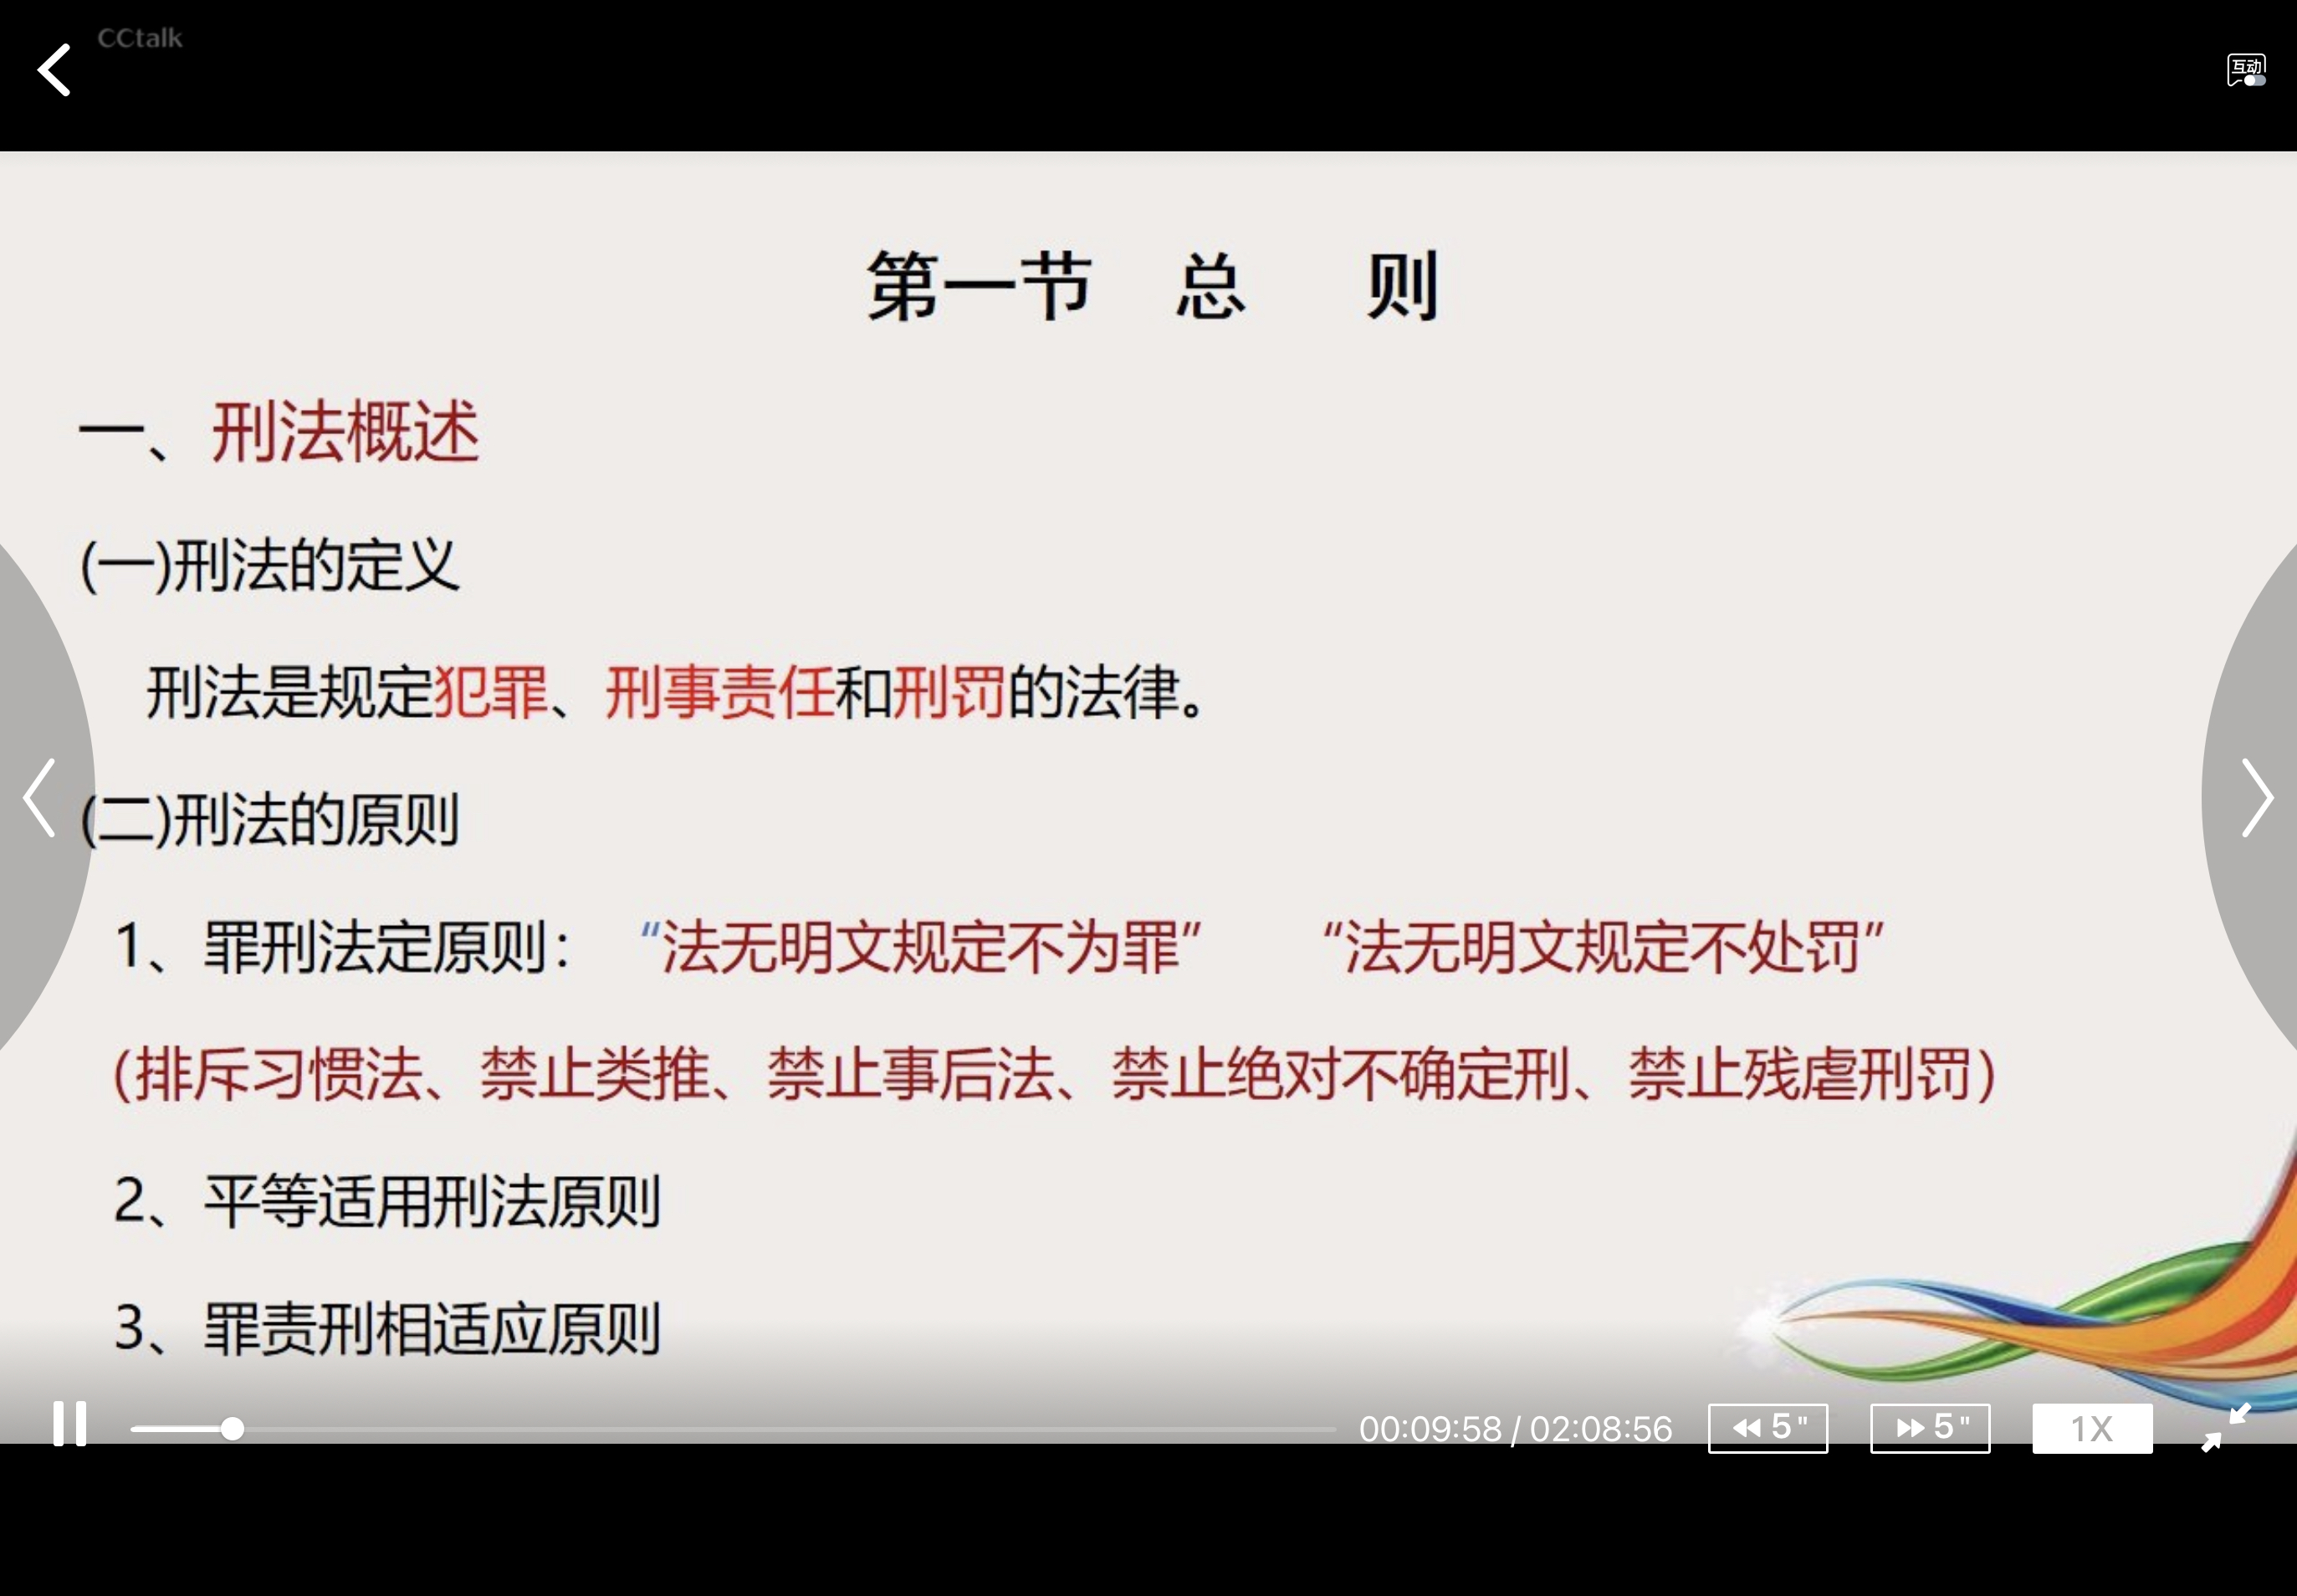 CCtalk
互动
第一节 总 则
一、刑法概述
(一)刑法的定义
刑法是规定犯罪、刑事责任和刑罚的法律。
(二)刑法的原则
1、罪刑法定原则： “法无明文规定不为罪” “法无明文规定不处罚”
(排斥习惯法、禁止类推、禁止事后法、禁止绝对不确定刑、禁止残虐刑罚)
2、平等适用刑法原则
3、罪责刑相适应原则
00:09:58 / 02:08:56 5" 5" 1X